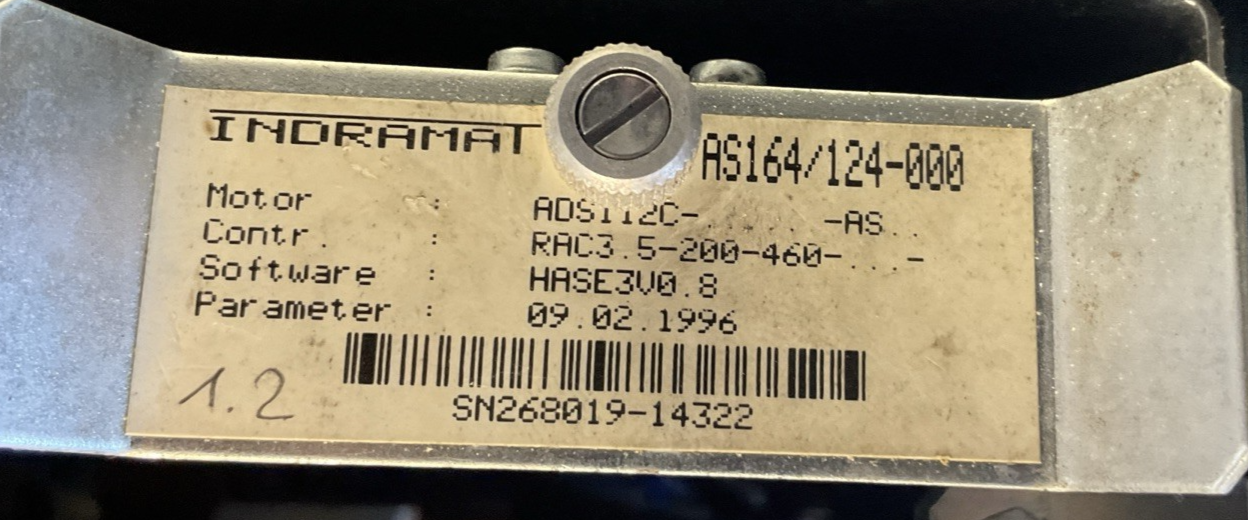 INDRAMAT AS164/124-000
Motor : ADS112C-. . . . . -AS..
Contr. : RAC3.5-200-460-...-
Software : HASE3V0.8
Parameter : 09.02.1996
SN268019-14322
1.2